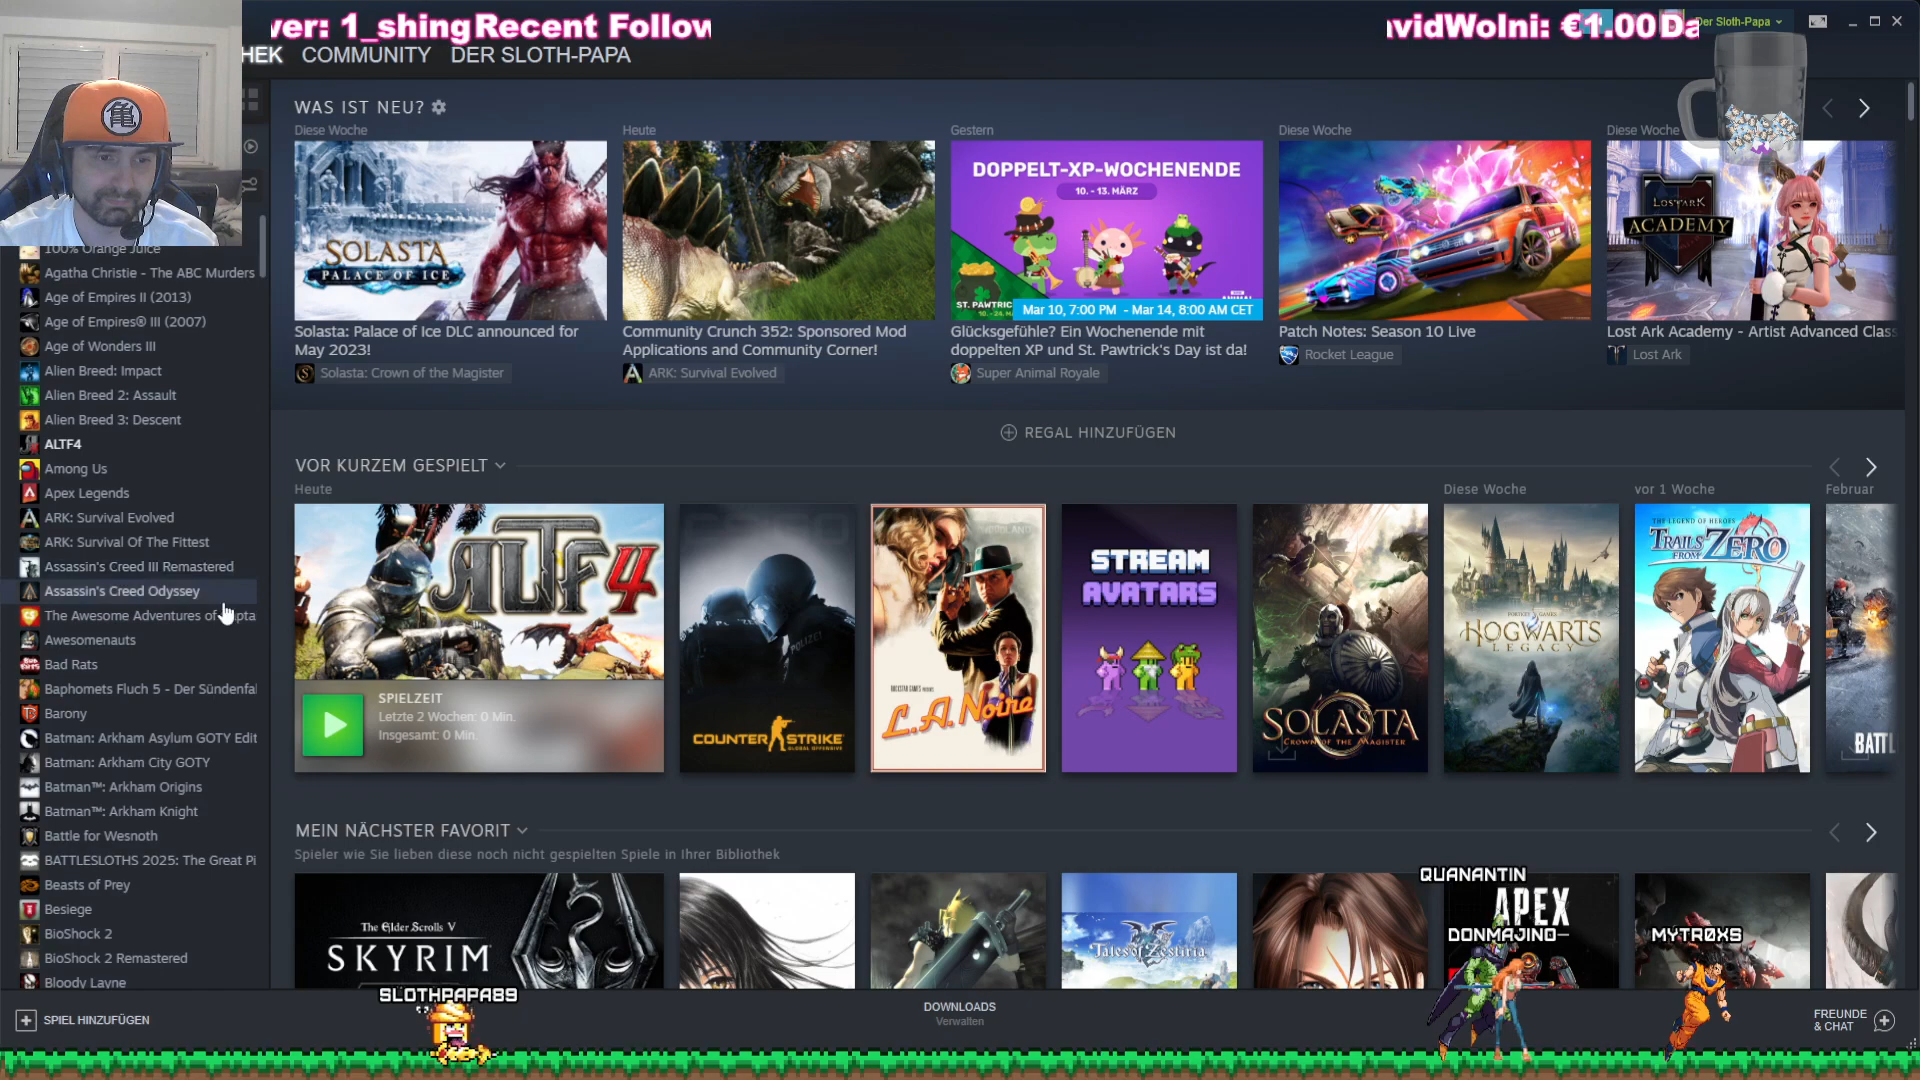 ver: 1_shing Recent Follow
avidWolni: €1.00 Da
Der Sloth-Papa
HEK COMMUNITY DER SLOTH-PAPA
WAS IST NEU?
Diese Woche
Heute
Gestern
Diese Woche
Diese Woche
SOLASTA
PALACE OF ICE
DOPPELT-XP-WOCHENENDE
10. - 13. MÄRZ
ST. PAWTRIC
Mar 10, 7:00 PM - Mar 14, 8:00 AM CET
LOST ARK
ACADEMY
Solasta: Palace of Ice DLC announced for
May 2023!
Solasta: Crown of the Magister
Community Crunch 352: Sponsored Mod
Applications and Community Corner!
ARK: Survival Evolved
Glücksgefühle? Ein Wochenende mit
doppelten XP und St. Pawtrick's Day ist da!
Super Animal Royale
Patch Notes: Season 10 Live
Rocket League
Lost Ark Academy - Artist Advanced Class
Lost Ark
100% Orange Juice
Agatha Christie - The ABC Murders
Age of Empires II (2013)
Age of Empires® III (2007)
Age of Wonders III
Alien Breed: Impact
Alien Breed 2: Assault
Alien Breed 3: Descent
ALTF4
Among Us
Apex Legends
ARK: Survival Evolved
ARK: Survival Of The Fittest
Assassin's Creed III Remastered
Assassin's Creed Odyssey
The Awesome Adventures of Capta
Awesomenauts
Bad Rats
Baphomets Fluch 5 - Der Sündenfal
Barony
Batman: Arkham Asylum GOTY Edit
Batman: Arkham City GOTY
Batman™: Arkham Origins
Batman™: Arkham Knight
Battle for Wesnoth
BATTLESLOTHS 2025: The Great Pi
Beasts of Prey
Besiege
BioShock 2
BioShock 2 Remastered
Bloody Layne
REGAL HINZUFÜGEN
VOR KURZEM GESPIELT
Heute
Diese Woche
vor 1 Woche
Februar
ALTF4
SPIELZEIT
Letzte 2 Wochen: 0 Min.
Insgesamt: 0 Min.
POLIZEI
COUNTER STRIKE
GLOBAL OFFENSIVE
ROCKSTAR GAMES PRESENTS
L.A. Noire
STREAM
AVATARS
SOLASTA
CROWN OF THE MAGISTER
PORTKEY GAMES
HOGWARTS
LEGACY
THE LEGEND OF HEROES
TRAILS
FROM ZERO
BATTL
MEIN NÄCHSTER FAVORIT
Spieler wie Sie lieben diese noch nicht gespielten Spiele in Ihrer Bibliothek
The Elder Scrolls V
SKYRIM
Tales of Zestiria
QUANANTIN
APEX
DONMAJINO-
MYTR0XS
SLOTHPAPA89
SPIEL HINZUFÜGEN
DOWNLOADS
Verwalten
FREUNDE
& CHAT